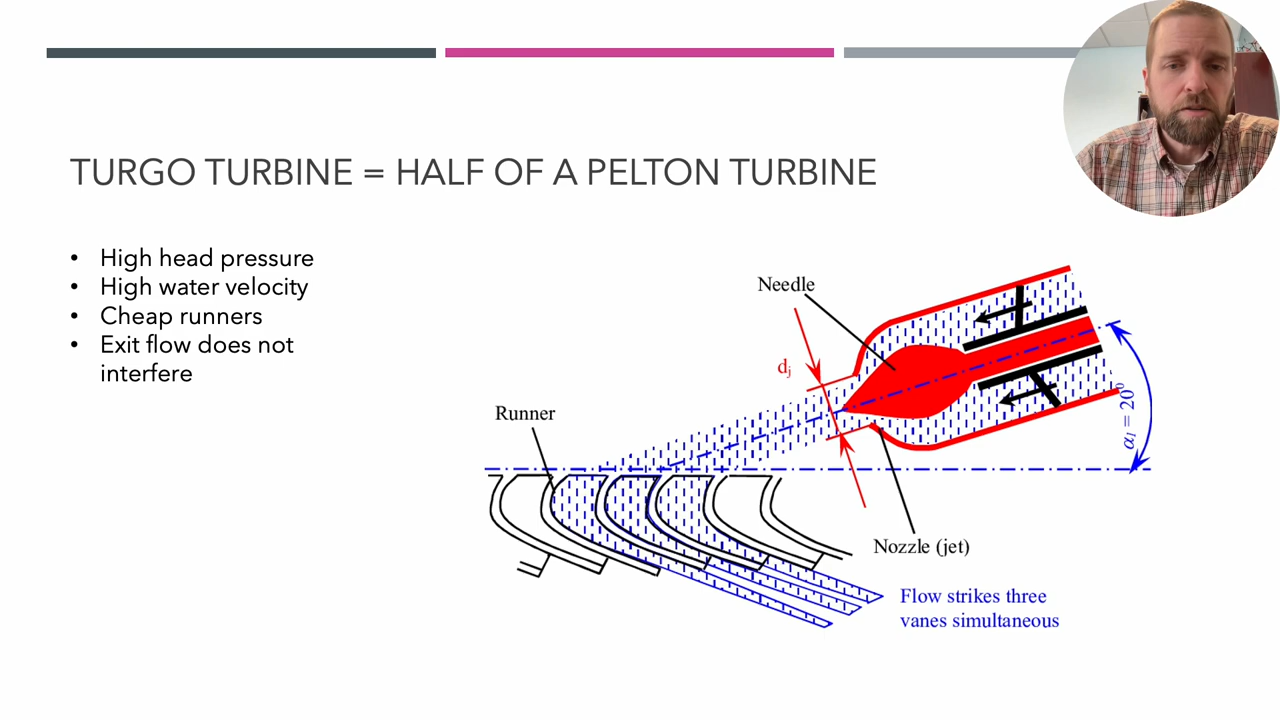 TURGO TURBINE = HALF OF A PELTON TURBINE
• High head pressure
• High water velocity
• Cheap runners
• Exit flow does not
interfere
Needle
dj
Runner
α1 = 20⁰
Nozzle (jet)
Flow strikes three
vanes simultaneous